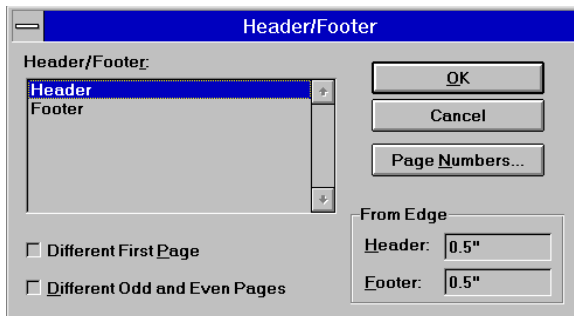 Header/Footer
Header/Footer:
Header
Footer
OK
Cancel
Page Numbers...
Different First Page
Different Odd and Even Pages
From Edge
Header: 0.5"
Footer: 0.5"